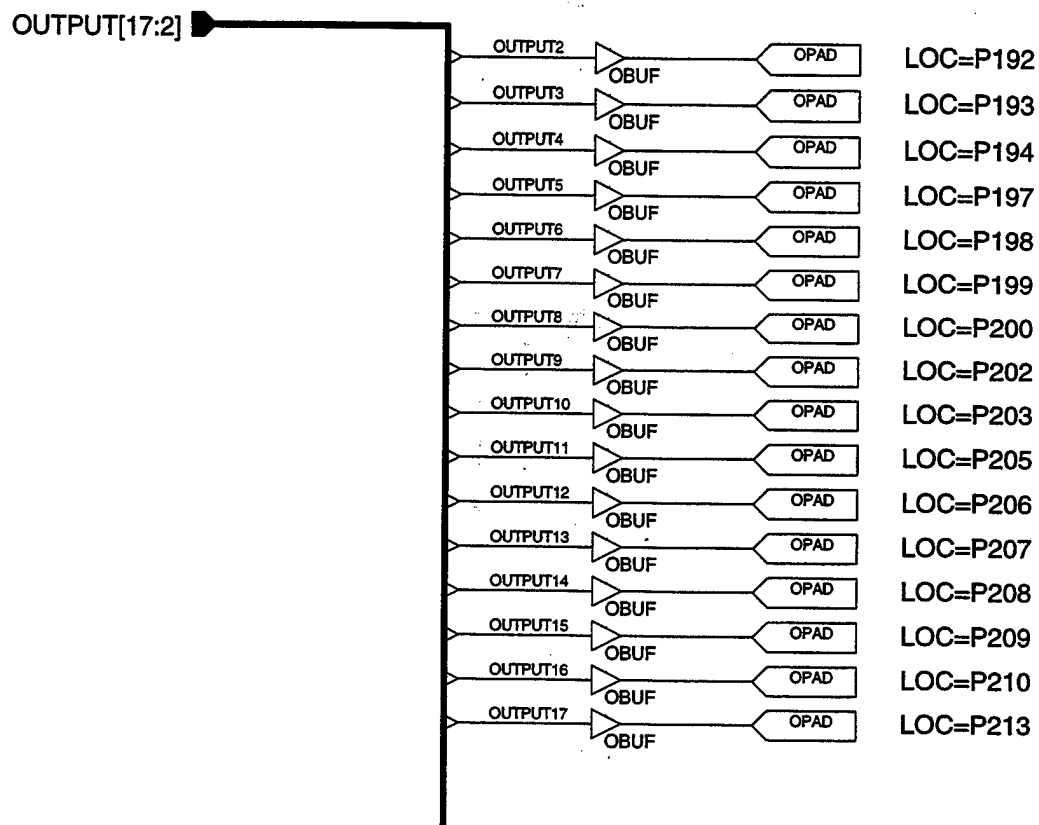 OUTPUT[17:2]
OUTPUT2 OBUF OPAD LOC=P192
OUTPUT3 OBUF OPAD LOC=P193
OUTPUT4 OBUF OPAD LOC=P194
OUTPUT5 OBUF OPAD LOC=P197
OUTPUT6 OBUF OPAD LOC=P198
OUTPUT7 OBUF OPAD LOC=P199
OUTPUT8 OBUF OPAD LOC=P200
OUTPUT9 OBUF OPAD LOC=P202
OUTPUT10 OBUF OPAD LOC=P203
OUTPUT11 OBUF OPAD LOC=P205
OUTPUT12 OBUF OPAD LOC=P206
OUTPUT13 OBUF OPAD LOC=P207
OUTPUT14 OBUF OPAD LOC=P208
OUTPUT15 OBUF OPAD LOC=P209
OUTPUT16 OBUF OPAD LOC=P210
OUTPUT17 OBUF OPAD LOC=P213